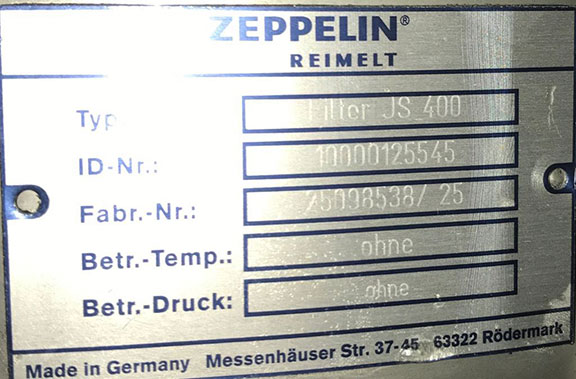 ZEPPELIN®
REIMELT
Typ Filter JS 400
ID-Nr.: 10000125545
Fabr.-Nr.: 25098538/ 25
Betr.-Temp.: ohne
Betr.-Druck: ohne
Made in Germany Messenhäuser Str. 37-45 63322 Rödermark